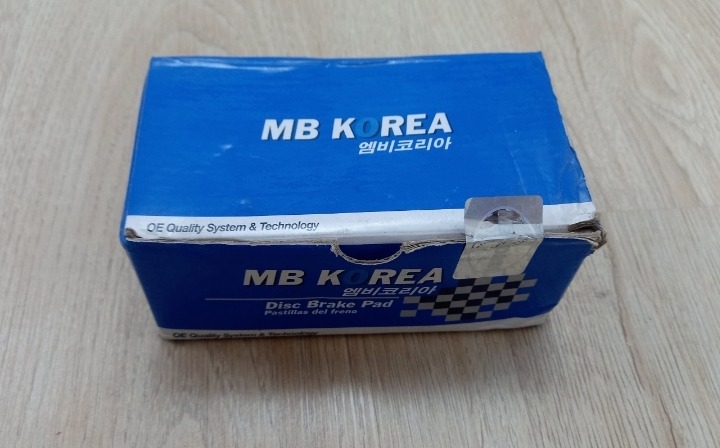 MB KOREA
엠비코리아
OE Quality System & Technology
MB KOREA
엠비코리아
Disc Brake Pad
Pastillas del freno
OE Quality System & Technology